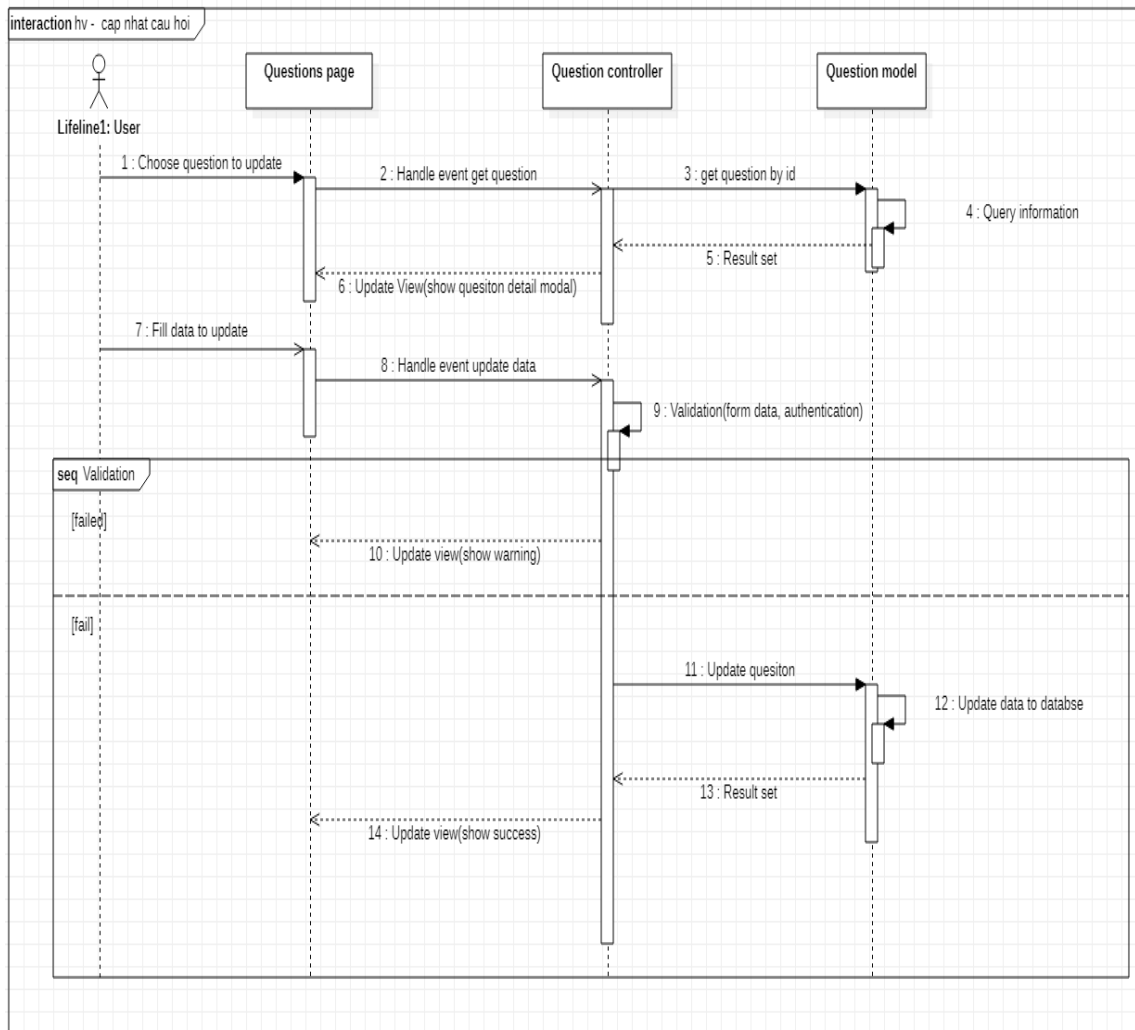 interaction hv - cap nhat cau hoi
Questions page
Question controller
Question model
Lifeline1: User
1 : Choose question to update
2 : Handle event get question
3 : get question by id
4 : Query information
5 : Result set
6 : Update View(show quesiton detail modal)
7 : Fill data to update
8 : Handle event update data
9 : Validation(form data, authentication)
seq Validation
[failed]
10 : Update view(show warning)
[fail]
11 : Update quesiton
12 : Update data to databse
13 : Result set
14 : Update view(show success)